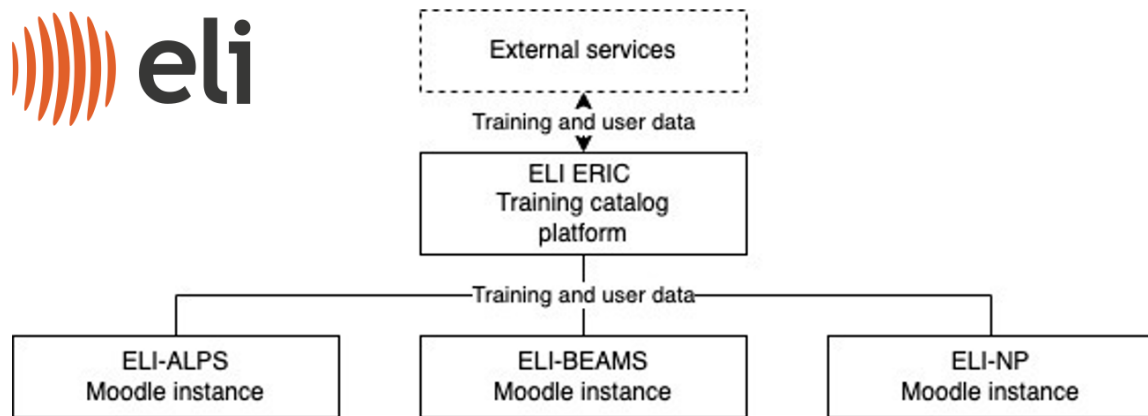 eli
External services
Training and user data
ELI ERIC
Training catalog
platform
Training and user data
ELI-ALPS
Moodle instance
ELI-BEAMS
Moodle instance
ELI-NP
Moodle instance